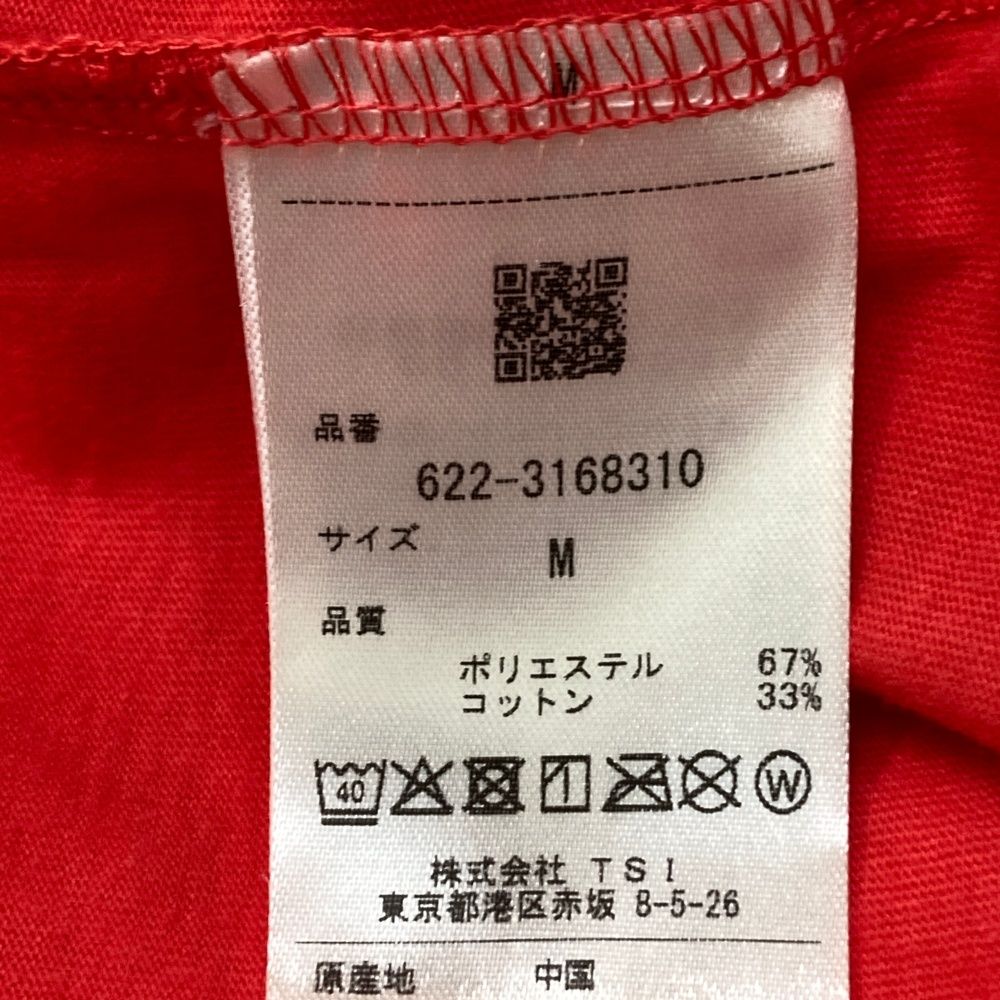 M
品番
622-3168310
サイズ
M
品質
ポリエステル 67%
コットン 33%
40 W
株式会社 TSI
東京都港区赤坂 8-5-26
原産地 中国